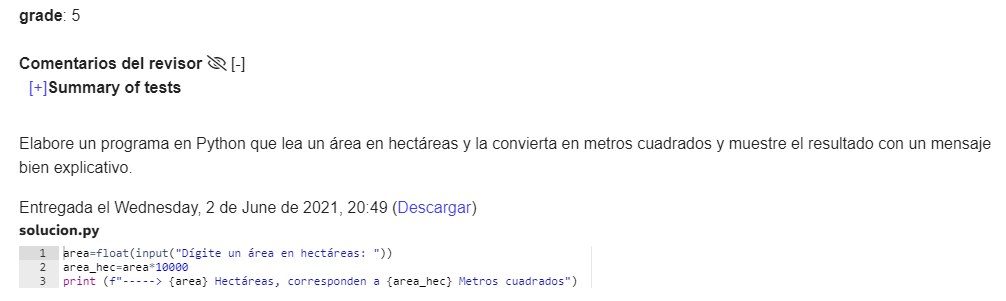 grade: 5
Comentarios del revisor [-]
[+]Summary of tests
Elabore un programa en Python que lea un área en hectáreas y la convierta en metros cuadrados y muestre el resultado con un mensaje
bien explicativo.
Entregada el Wednesday, 2 de June de 2021, 20:49 (Descargar)
solucion.py
1 area=float(input("Dígite un área en hectáreas: "))
2 area_hec=area*10000
3 print (f"-----> {area} Hectáreas, corresponden a {area_hec} Metros cuadrados")